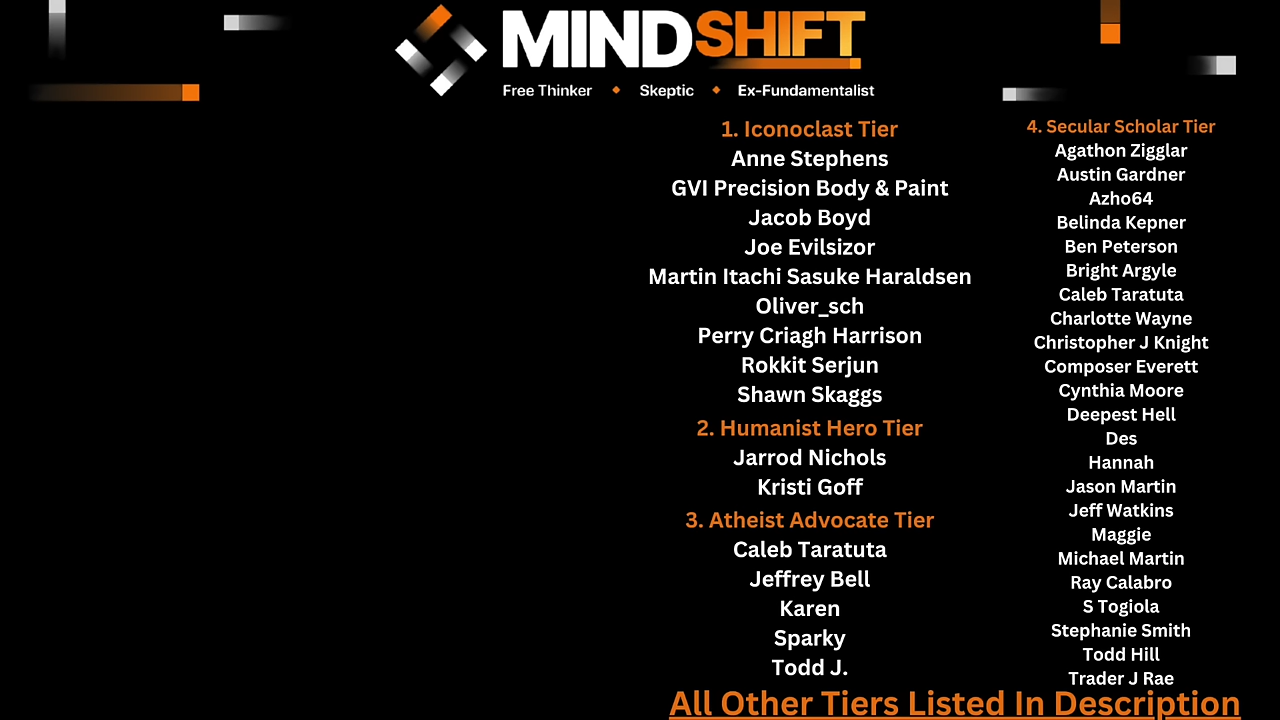 MINDSHIFT
Free Thinker ◆ Skeptic ◆ Ex-Fundamentalist
1. Iconoclast Tier
Anne Stephens
GVI Precision Body & Paint
Jacob Boyd
Joe Evilsizor
Martin Itachi Sasuke Haraldsen
Oliver_sch
Perry Criagh Harrison
Rokkit Serjun
Shawn Skaggs
2. Humanist Hero Tier
Jarrod Nichols
Kristi Goff
3. Atheist Advocate Tier
Caleb Taratuta
Jeffrey Bell
Karen
Sparky
Todd J.
4. Secular Scholar Tier
Agathon Zigglar
Austin Gardner
Azho64
Belinda Kepner
Ben Peterson
Bright Argyle
Caleb Taratuta
Charlotte Wayne
Christopher J Knight
Composer Everett
Cynthia Moore
Deepest Hell
Des
Hannah
Jason Martin
Jeff Watkins
Maggie
Michael Martin
Ray Calabro
S Togiola
Stephanie Smith
Todd Hill
Trader J Rae
All Other Tiers Listed In Description